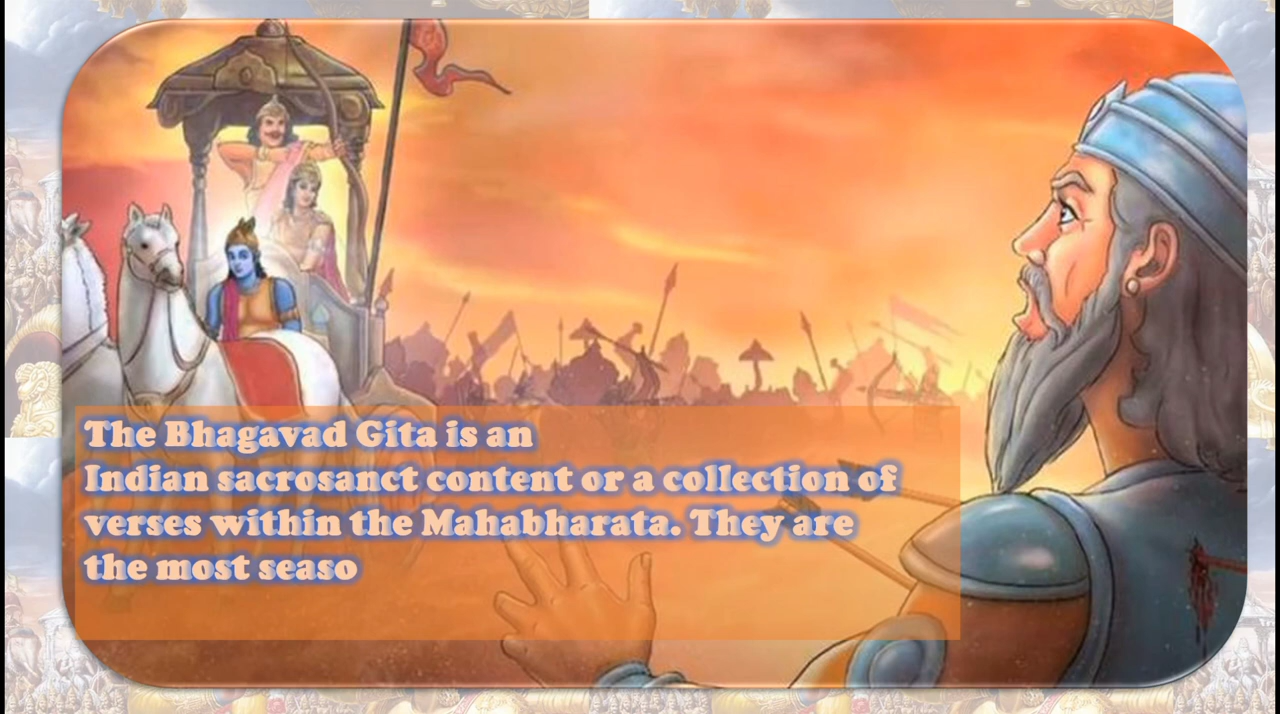 The Bhagavad Gita is an
Indian sacrosanct content or a collection of
verses within the Mahabharata. They are
the most seaso